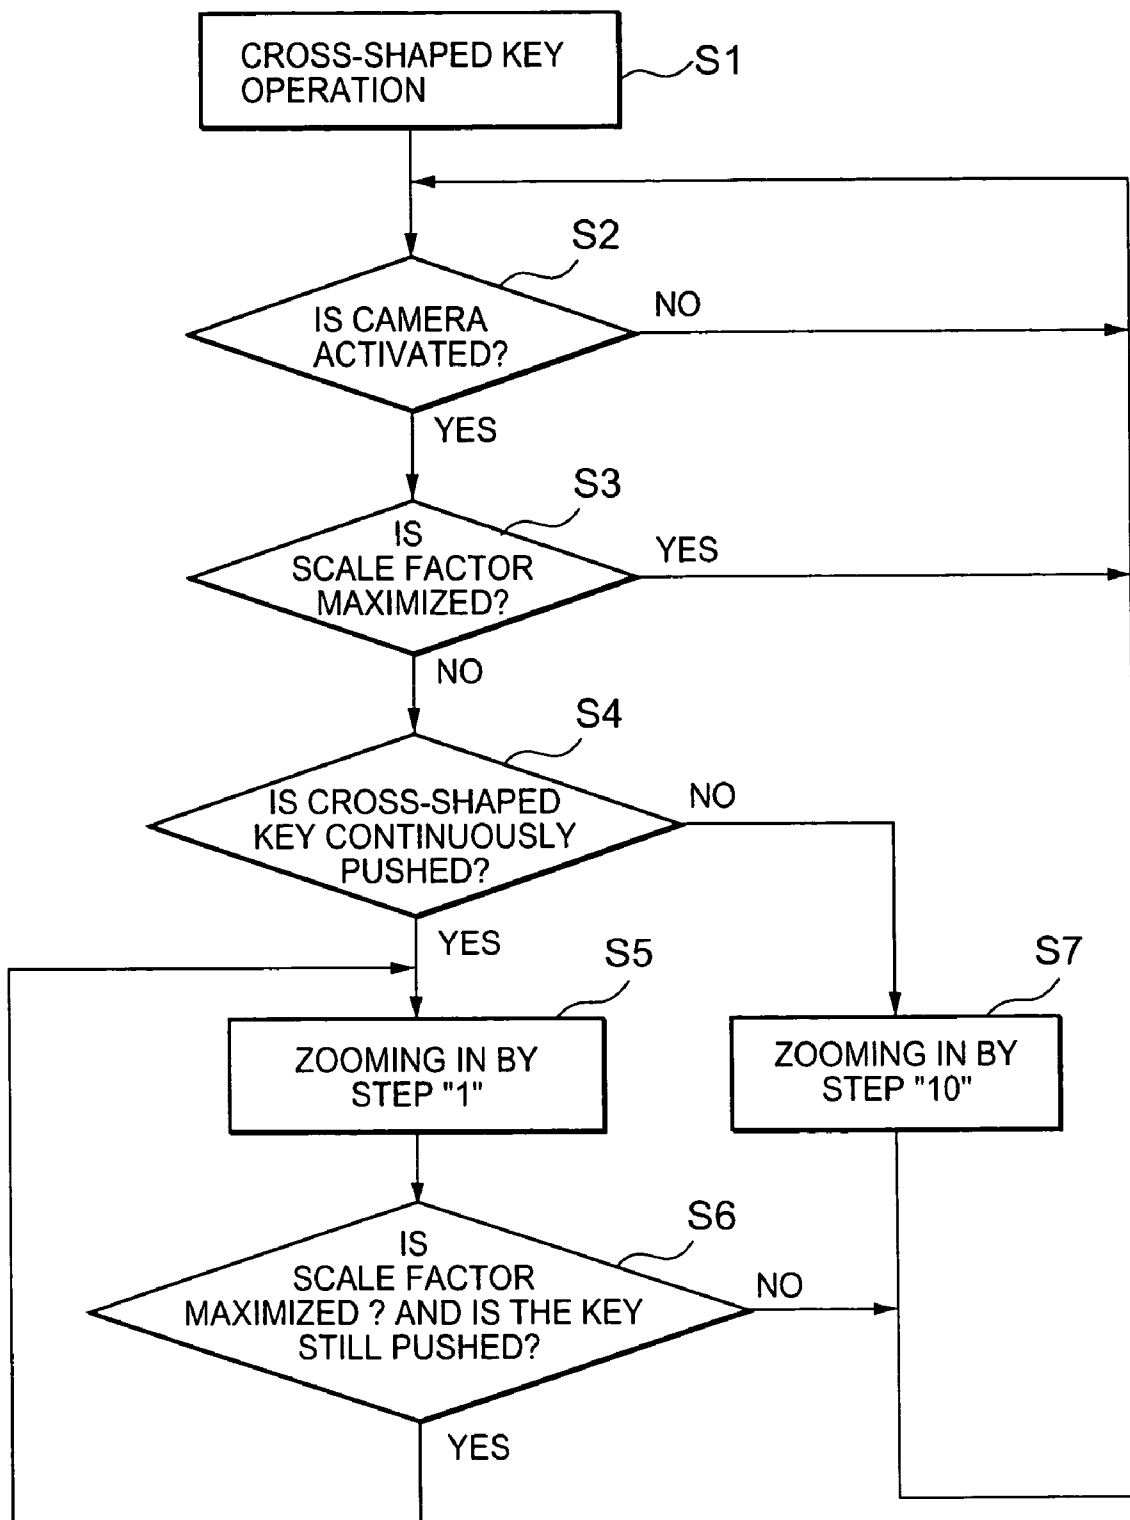 CROSS-SHAPED KEY
OPERATION
S1
S2
IS CAMERA
ACTIVATED?
NO
YES
S3
IS
SCALE FACTOR
MAXIMIZED?
YES
NO
S4
IS CROSS-SHAPED
KEY CONTINUOUSLY
PUSHED?
NO
YES
S5
ZOOMING IN BY
STEP "1"
S7
ZOOMING IN BY
STEP "10"
S6
IS
SCALE FACTOR
MAXIMIZED ? AND IS THE KEY
STILL PUSHED?
NO
YES